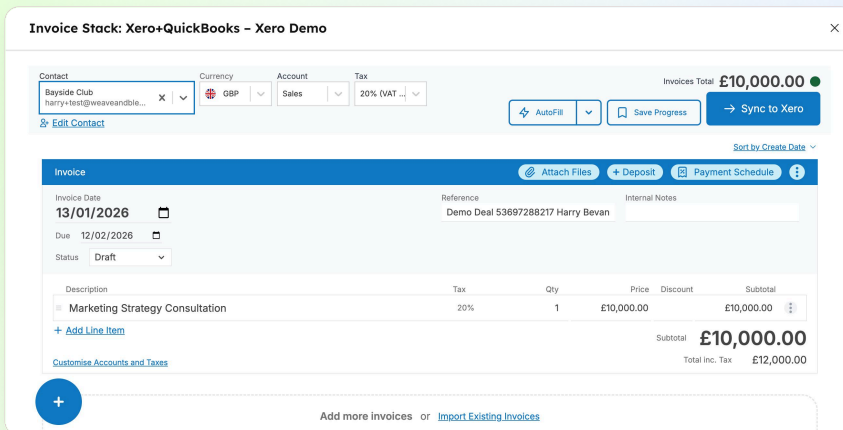 Invoice Stack: Xero+QuickBooks – Xero Demo
Contact
Currency
Account
Tax
Bayside Club
harry+test@weaveandble...
GBP
Sales
20% (VAT ...
Edit Contact
Invoices Total £10,000.00
AutoFill
Save Progress
→ Sync to Xero
Sort by Create Date
Invoice
Attach Files
+ Deposit
Payment Schedule
Invoice Date
13/01/2026
Due 12/02/2026
Status Draft
Reference
Demo Deal 53697288217 Harry Bevan
Internal Notes
Description Tax Qty Price Discount Subtotal
Marketing Strategy Consultation 20% 1 £10,000.00 £10,000.00
+ Add Line Item
Subtotal £10,000.00
Total inc. Tax £12,000.00
Customise Accounts and Taxes
+
Add more invoices or Import Existing Invoices